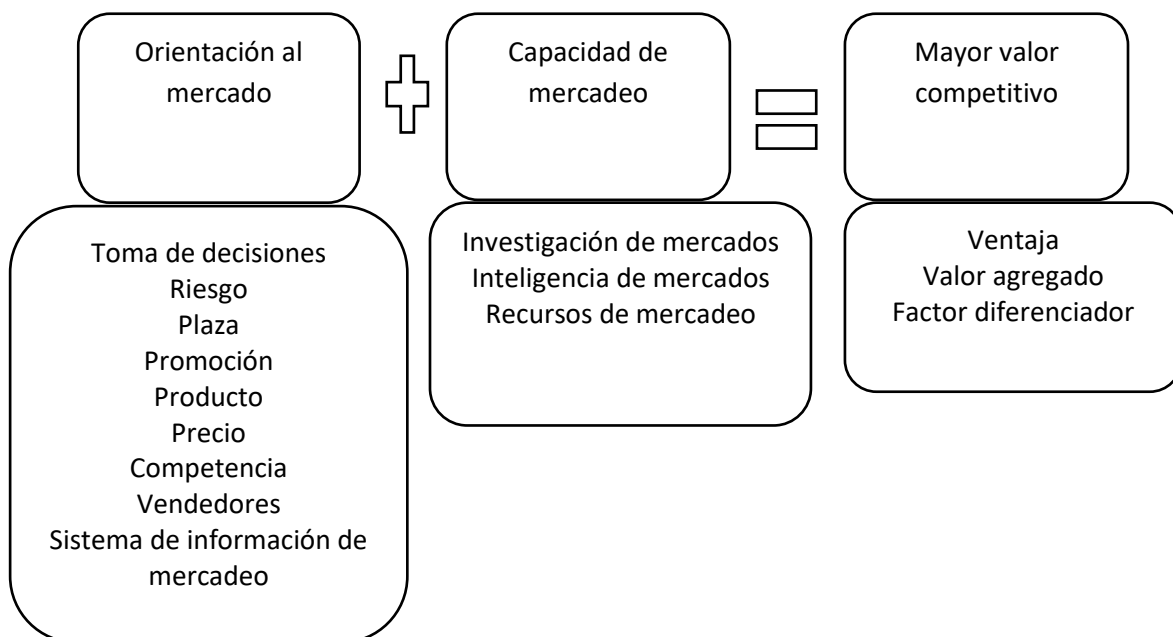 Orientación al
mercado
Capacidad de
mercadeo
Mayor valor
competitivo
Toma de decisiones
Riesgo
Plaza
Promoción
Producto
Precio
Competencia
Vendedores
Sistema de información de
mercadeo
Investigación de mercados
Inteligencia de mercados
Recursos de mercadeo
Ventaja
Valor agregado
Factor diferenciador